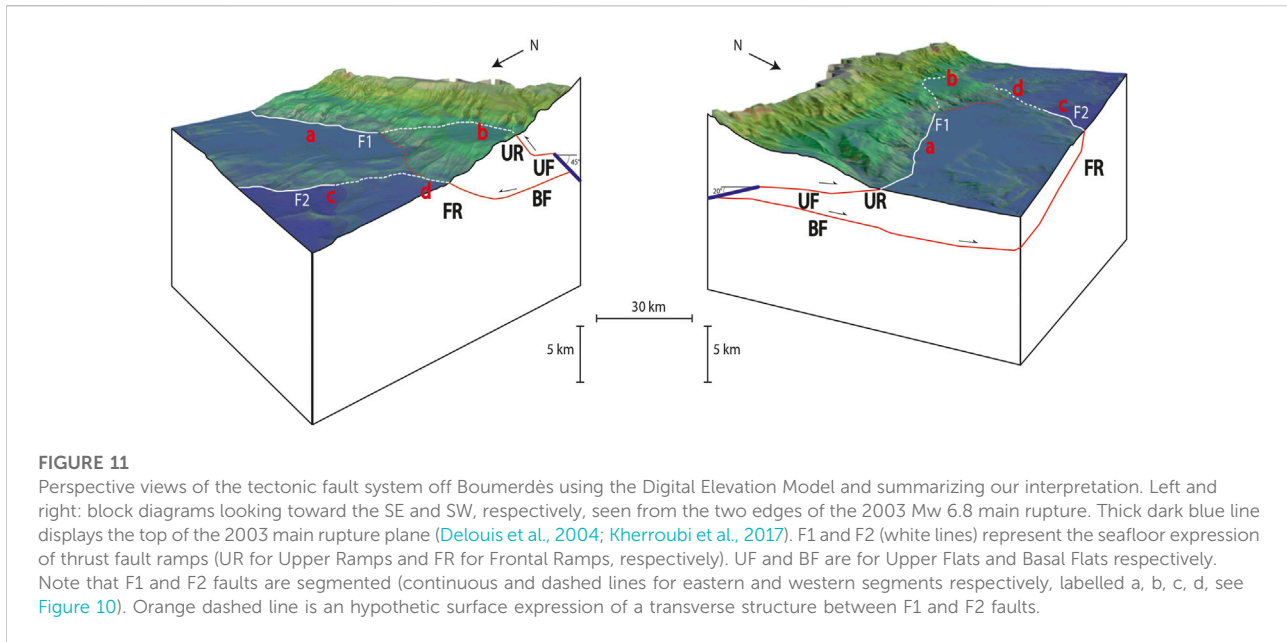 N
N
a
F1
b
UR
UF
45°
BF
F2
c
d
FR
b
d
c
F2
F1
a
FR
20°
UF
UR
BF
30 km
5 km
5 km
FIGURE 11
Perspective views of the tectonic fault system off Boumerdès using the Digital Elevation Model and summarizing our interpretation. Left and
right: block diagrams looking toward the SE and SW, respectively, seen from the two edges of the 2003 Mw 6.8 main rupture. Thick dark blue line
displays the top of the 2003 main rupture plane (Delouis et al., 2004; Kherroubi et al., 2017). F1 and F2 (white lines) represent the seafloor expression
of thrust fault ramps (UR for Upper Ramps and FR for Frontal Ramps, respectively). UF and BF are for Upper Flats and Basal Flats respectively.
Note that F1 and F2 faults are segmented (continuous and dashed lines for eastern and western segments respectively, labelled a, b, c, d, see
Figure 10). Orange dashed line is an hypothetic surface expression of a transverse structure between F1 and F2 faults.